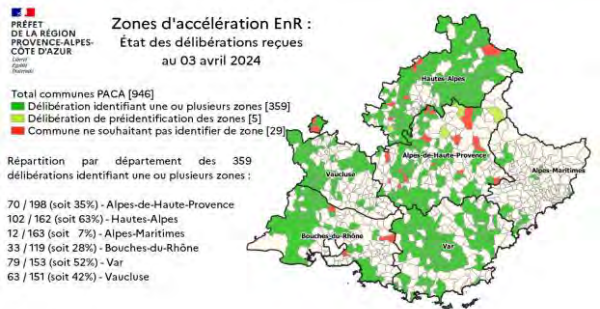 PRÉFET
DE LA RÉGION
PROVENCE-ALPES-
CÔTE D'AZUR
Liberté
Égalité
Fraternité
Zones d'accélération EnR :
État des délibérations reçues
au 03 avril 2024
Total communes PACA [946]
Délibération identifiant une ou plusieurs zones [359]
Délibération de préidentification des zones [5]
Commune ne souhaitant pas identifier de zone [29]
Répartition par département des 359
délibérations identifiant une ou plusieurs zones :
70 / 198 (soit 35%) - Alpes-de-Haute-Provence
102 / 162 (soit 63%) - Hautes-Alpes
12 / 163 (soit 7%) - Alpes-Maritimes
33 / 119 (soit 28%) - Bouches-du-Rhône
79 / 153 (soit 52%) - Var
63 / 151 (soit 42%) - Vaucluse
Hautes-Alpes
Alpes-de-Haute-Provence
Alpes-Maritimes
Vaucluse
Bouches-du-Rhône
Var